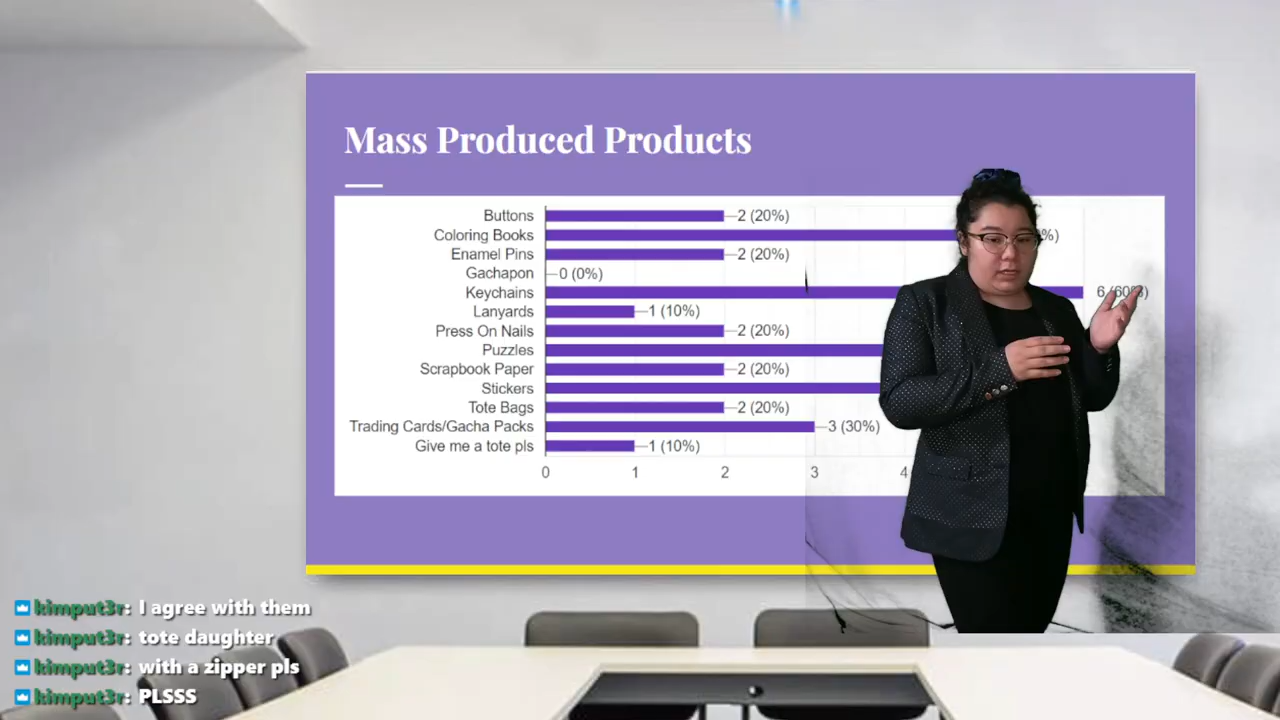 Mass Produced Products
Buttons 2 (20%)
Coloring Books %)
Enamel Pins 2 (20%)
Gachapon 0 (0%)
Keychains 6 (60%)
Lanyards 1 (10%)
Press On Nails 2 (20%)
Puzzles
Scrapbook Paper 2 (20%)
Stickers
Tote Bags 2 (20%)
Trading Cards/Gacha Packs 3 (30%)
Give me a tote pls 1 (10%)
0 1 2 3 4
kimput3r: I agree with them
kimput3r: tote daughter
kimput3r: with a zipper pls
kimput3r: PLSSS